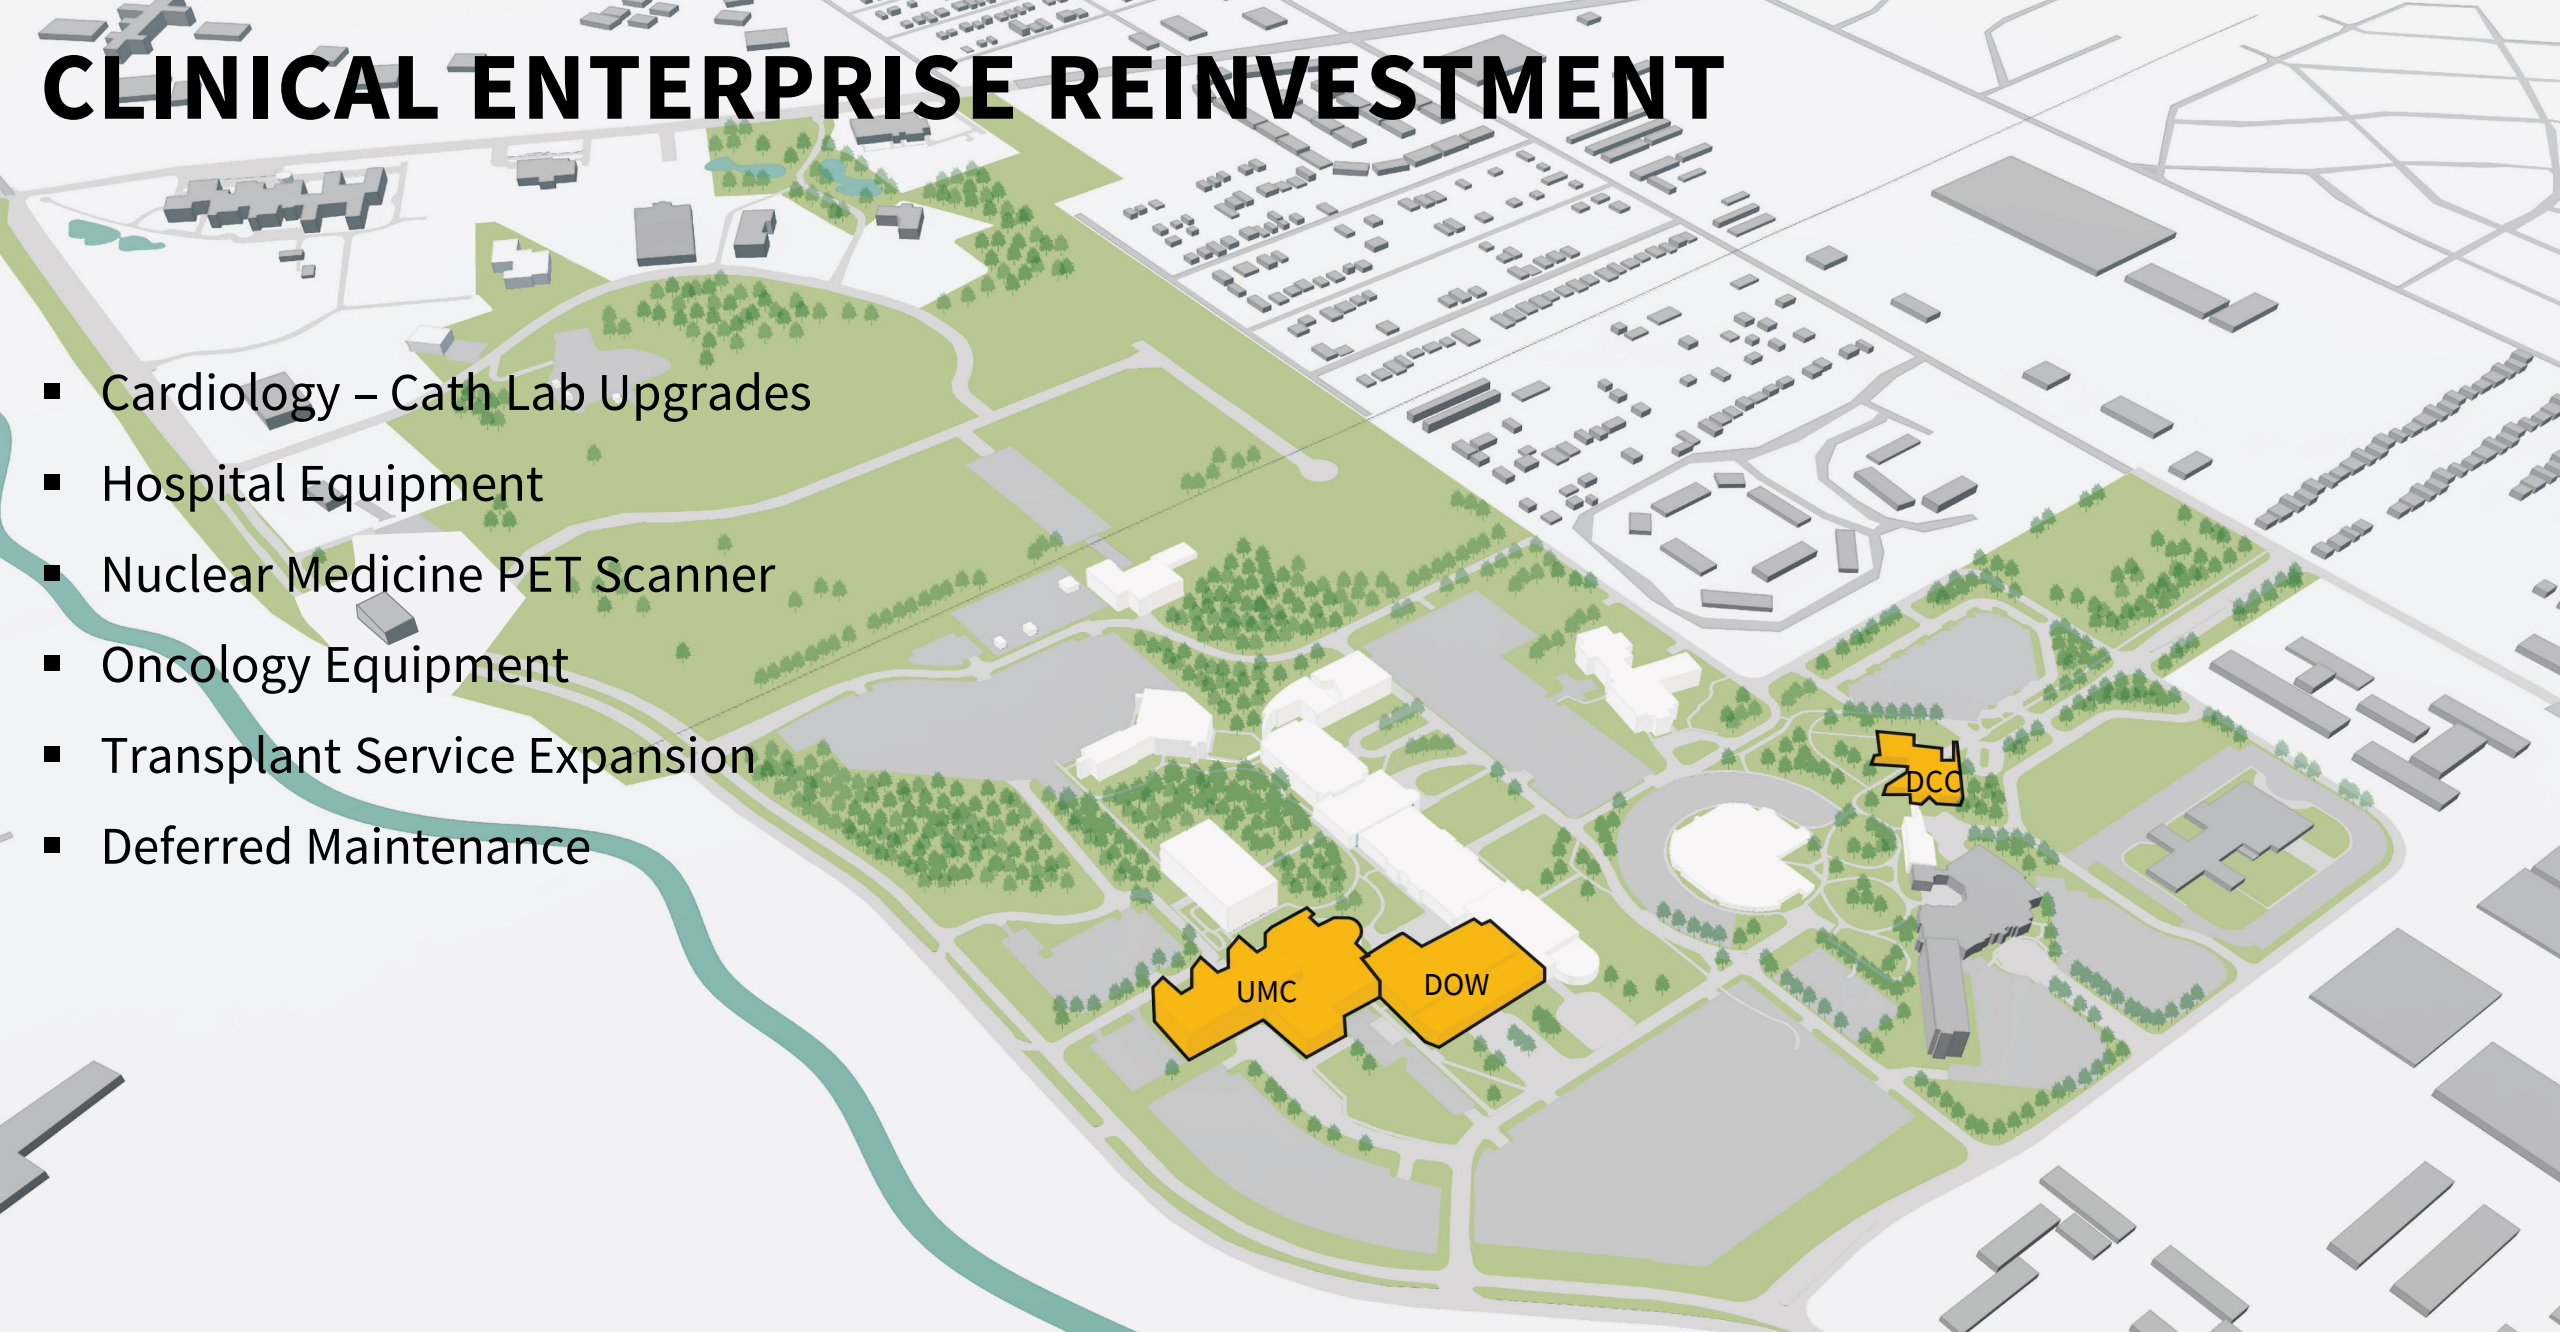 CLINICAL ENTERPRISE REINVESTMENT
▪ Cardiology – Cath Lab Upgrades
▪ Hospital Equipment
▪ Nuclear Medicine PET Scanner
▪ Oncology Equipment
▪ Transplant Service Expansion
▪ Deferred Maintenance
DCC
UMC
DOW